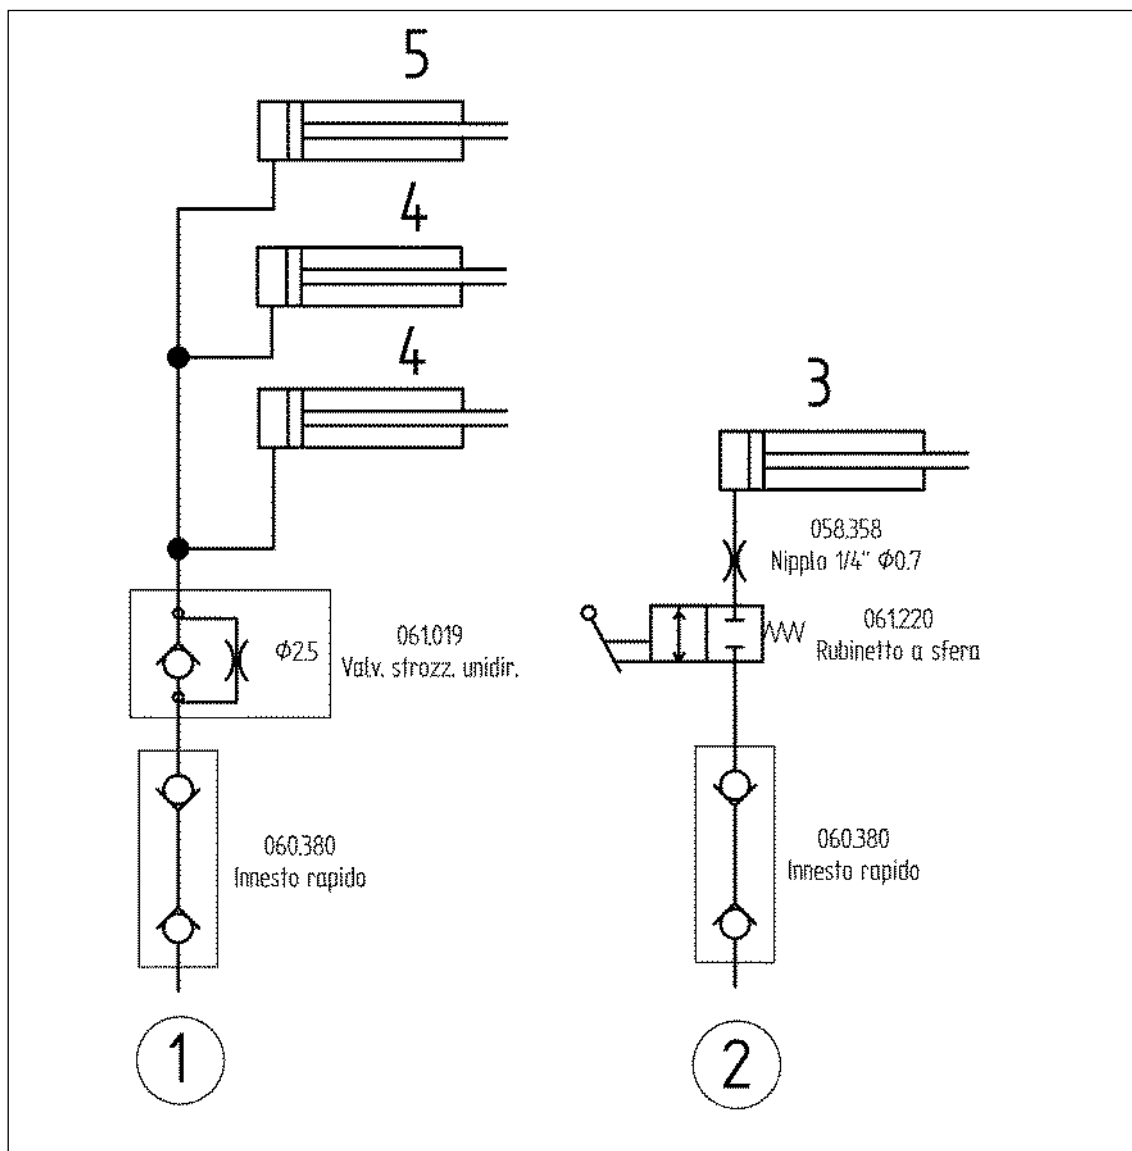 5
4
4
3
058.358
Nipplo 1/4" Φ0.7
061.019
Valv. strozz. unidir.
Φ2.5
061.220
Rubinetto a sfera
060.380
Innesto rapido
060.380
Innesto rapido
1
2